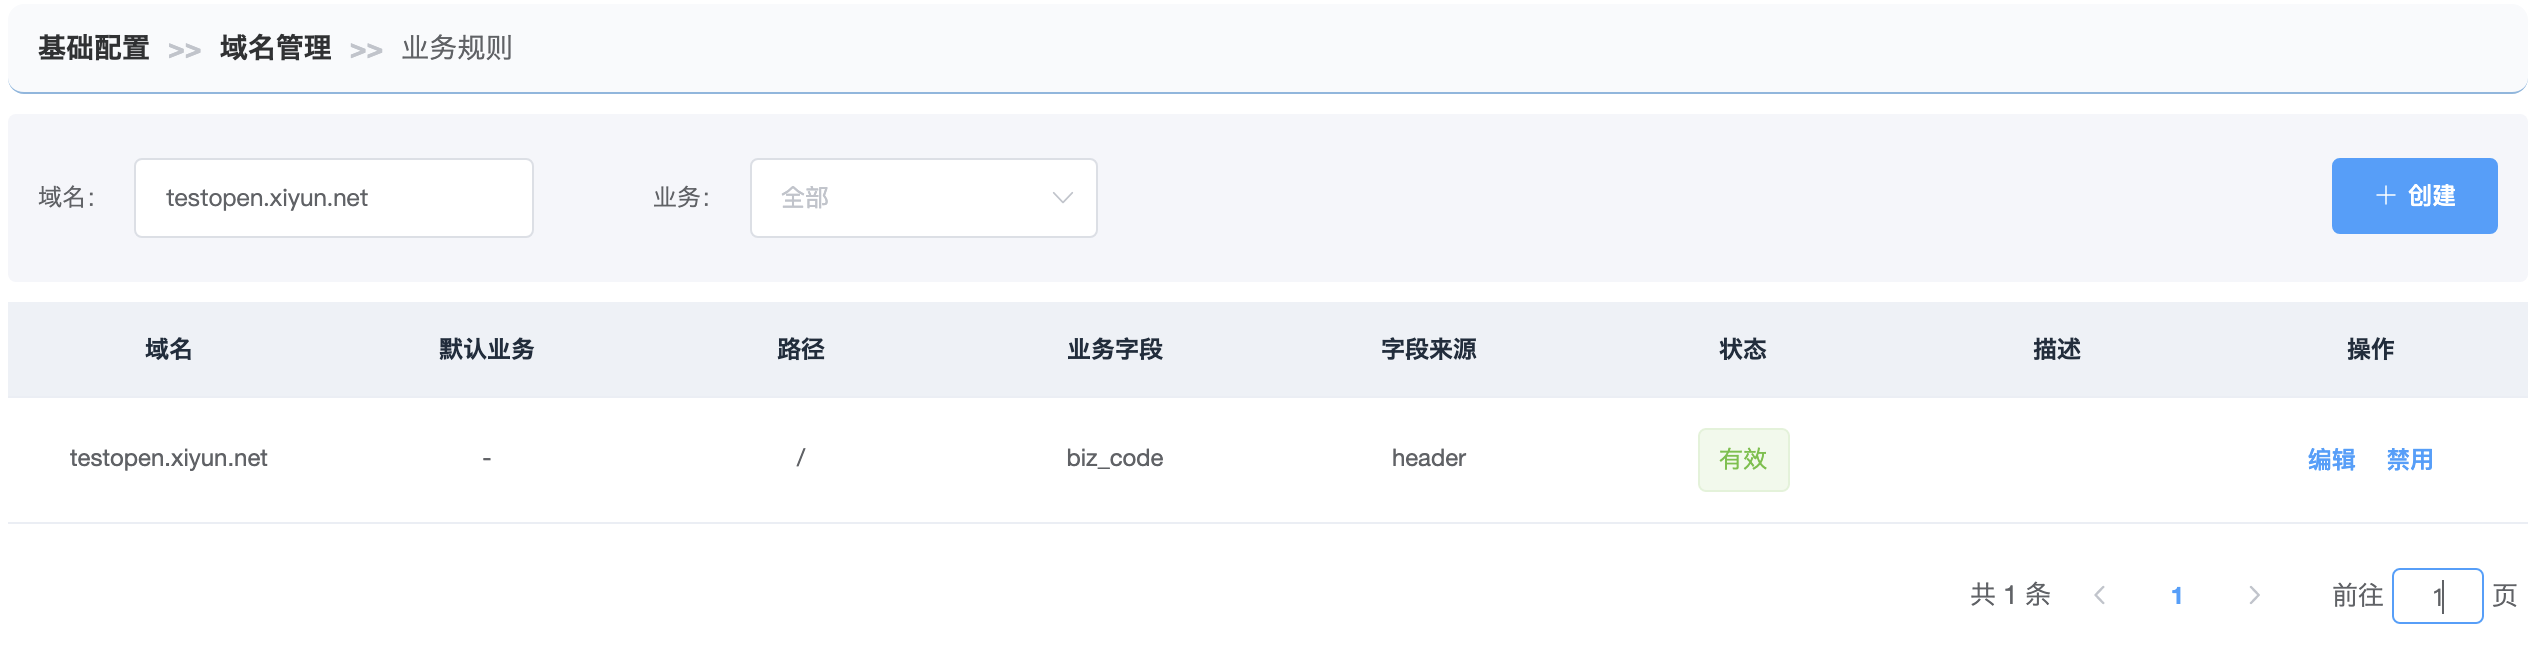 基础配置 >> 域名管理 >> 业务规则
域名: testopen.xiyun.net 业务: 全部 + 创建
域名 默认业务 路径 业务字段 字段来源 状态 描述 操作
testopen.xiyun.net - / biz_code header 有效 编辑 禁用
共 1 条 < 1 > 前往 1 页